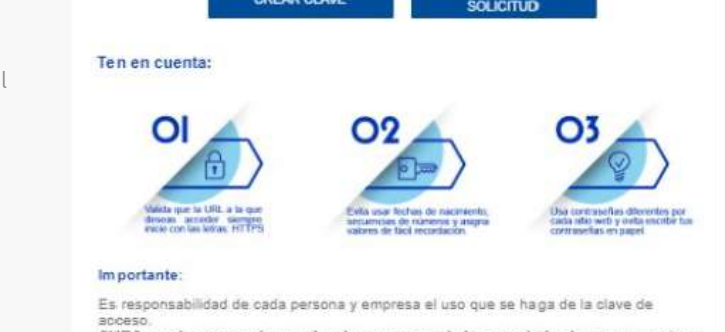 CREAR CLAVE
SOLICITUD
l
Ten en cuenta:
01
02
03
Valida que la URL a la que
deseas acceder siempre
inicie con las letras HTTPS
Evita usar fechas de nacimiento,
secuencias de números y asigna
valores de fácil recordación.
Usa contraseñas diferentes por
cada sitio web y evita escribir tus
contraseñas en papel.
Importante:
Es responsabilidad de cada persona y empresa el uso que se haga de la clave de
acceso.